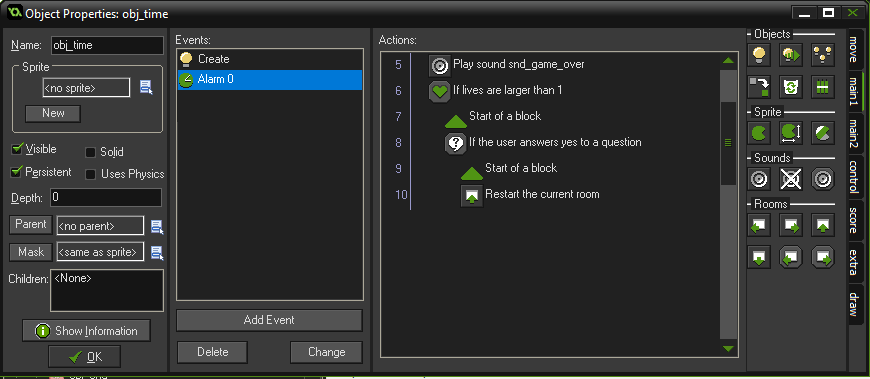 Object Properties: obj_time
Name: obj_time
Sprite
<no sprite>
New
Visible
Solid
Persistent
Uses Physics
Depth: 0
Parent <no parent>
Mask <same as sprite>
Children: <None>
Show Information
OK
Events:
Create
Alarm 0
Add Event
Delete
Change
Actions:
5 Play sound snd_game_over
6 If lives are larger than 1
7 Start of a block
8 If the user answers yes to a question
9 Start of a block
10 Restart the current room
Objects
Sprite
Sounds
Rooms
move
main1
main2
control
score
extra
draw